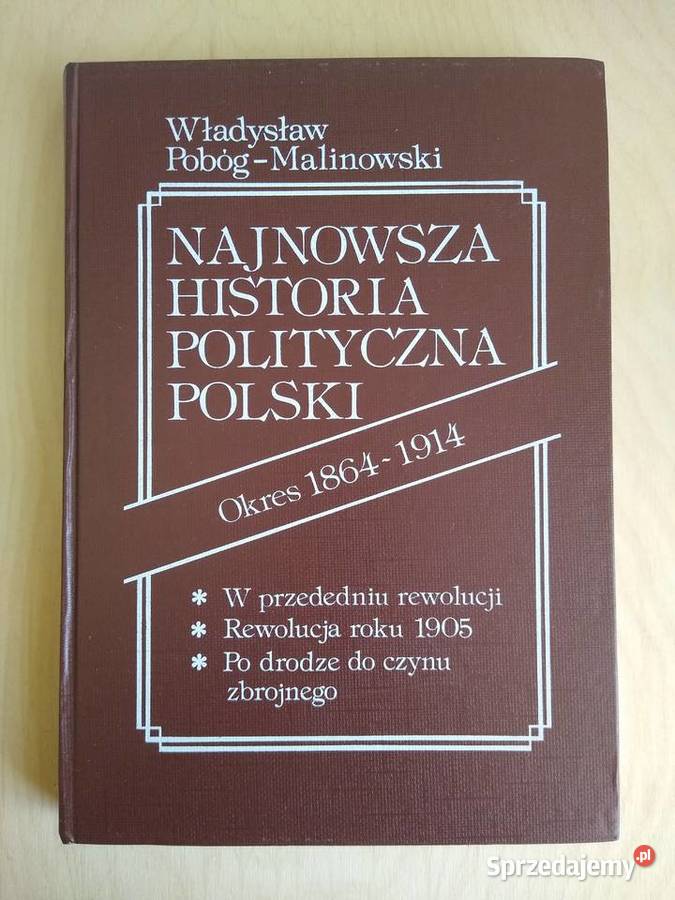 Władysław
Pobóg-Malinowski
NAJNOWSZA
HISTORIA
POLITYCZNA
POLSKI
Okres 1864-1914
* W przededniu rewolucji
* Rewolucja roku 1905
* Po drodze do czynu
zbrojnego
Sprzedajemy.pl